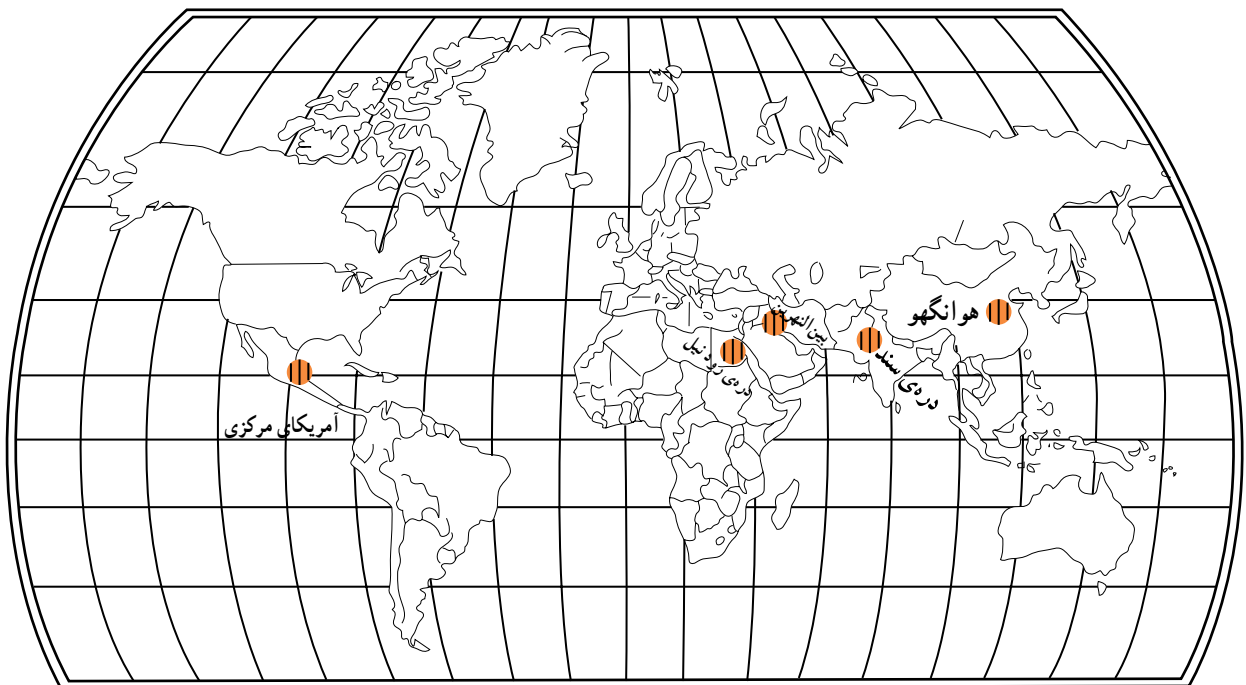 هوانگهو
بین‌النهرین
دره‌ی رود نیل
دره‌ی سند
آمریکای مرکزی